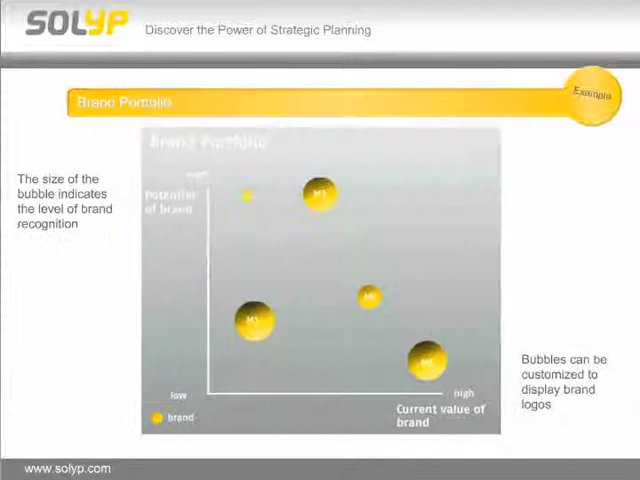 SOLYP
Discover the Power of Strategic Planning
Brand Portfolio
Example
The size of the
bubble indicates
the level of brand
recognition
Brand Portfolio
Potential
of brand
low
high
Current value of
brand
brand
Bubbles can be
customized to
display brand
logos
www.solyp.com